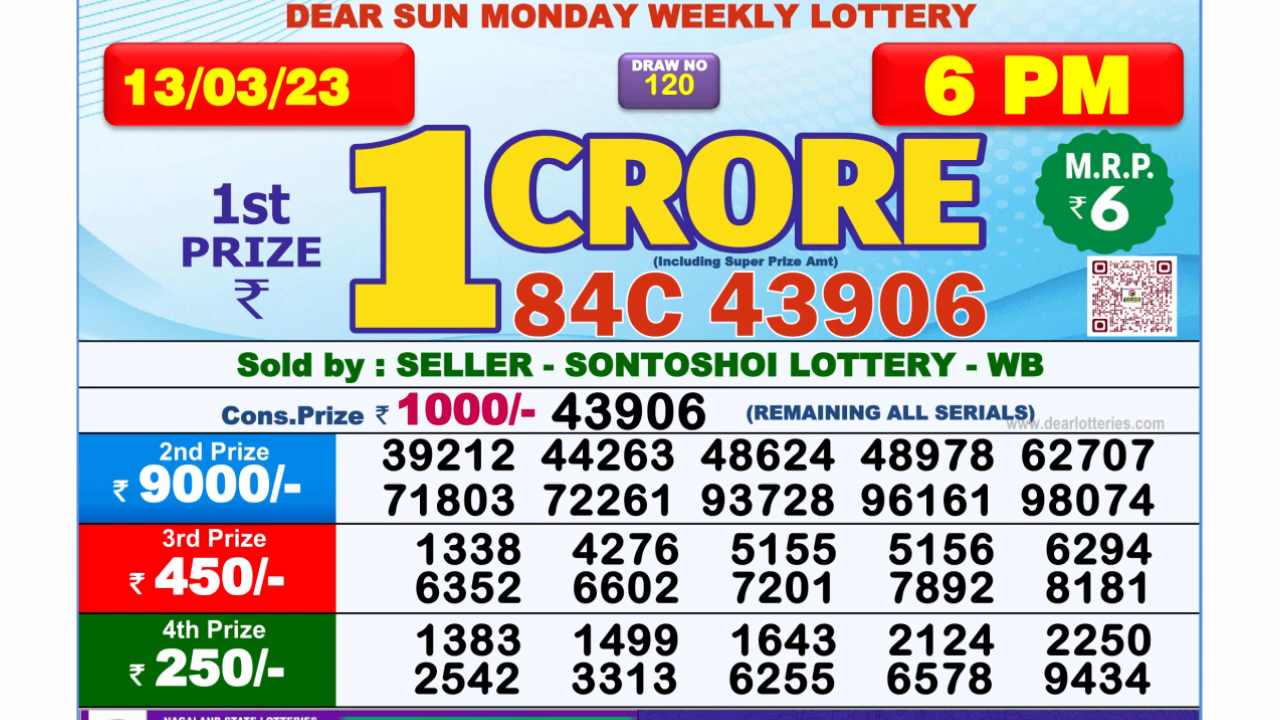 DEAR SUN MONDAY WEEKLY LOTTERY
13/03/23
DRAW NO
120
6 PM
1st
PRIZE
₹
1 CRORE
(Including Super Prize Amt)
84C 43906
M.R.P.
₹6
Sold by : SELLER - SONTOSHOI LOTTERY - WB
Cons.Prize ₹ 1000/- 43906 (REMAINING ALL SERIALS)
www.dearlotteries.com
2nd Prize
₹ 9000/-
39212 44263 48624 48978 62707
71803 72261 93728 96161 98074
3rd Prize
₹ 450/-
1338 4276 5155 5156 6294
6352 6602 7201 7892 8181
4th Prize
₹ 250/-
1383 1499 1643 2124 2250
2542 3313 6255 6578 9434
NAGALAND STATE LOTTERIES